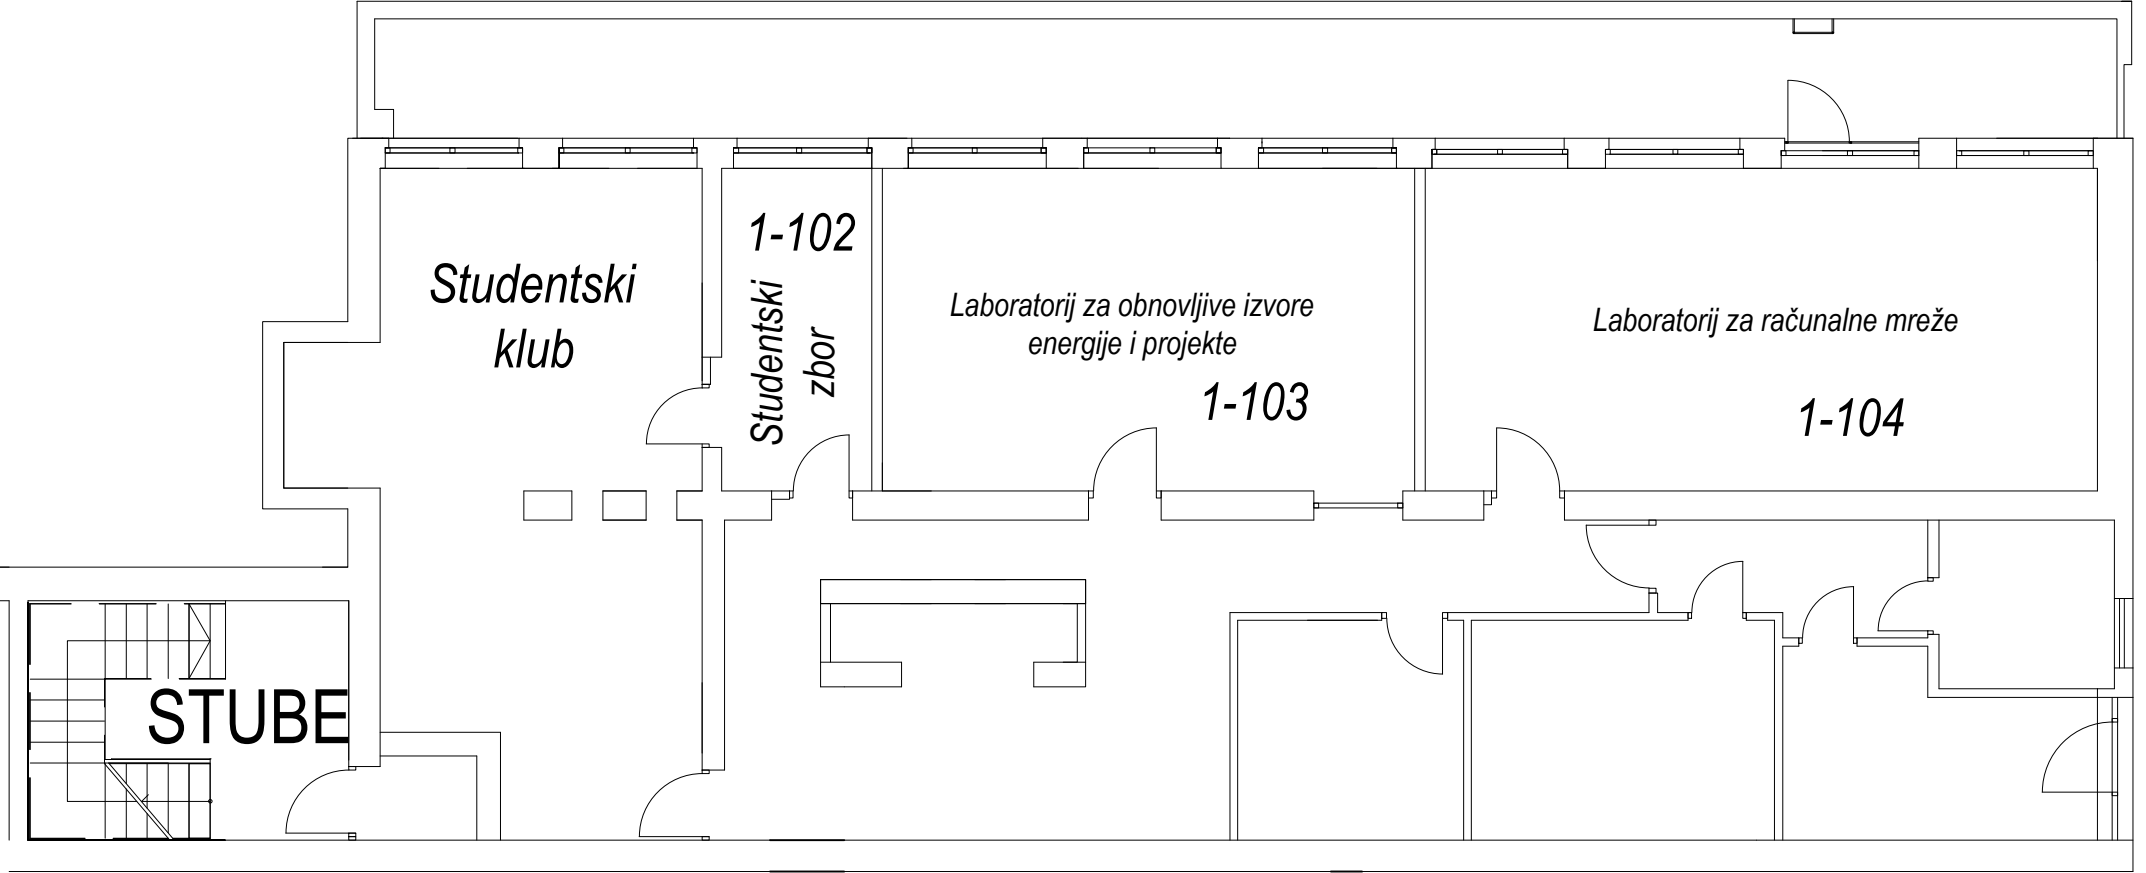 Studentski
klub
1-102
Studentski
zbor
Laboratorij za obnovljive izvore
energije i projekte
1-103
Laboratorij za računalne mreže
1-104
STUBE